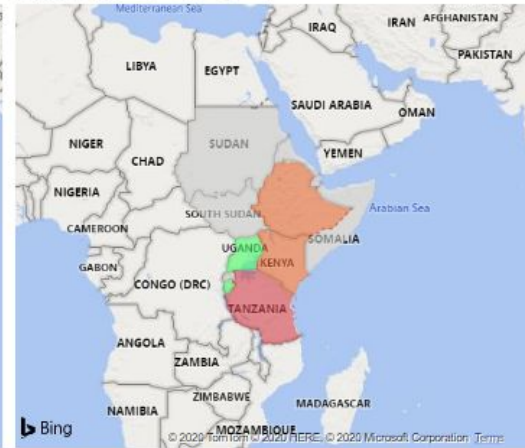 Mediterranean Sea
IRAQ
IRAN
AFGHANISTAN
PAKISTAN
LIBYA
EGYPT
SAUDI ARABIA
OMAN
NIGER
CHAD
SUDAN
YEMEN
NIGERIA
SOUTH SUDAN
Arabian Sea
CAMEROON
UGANDA
SOMALIA
GABON
KENYA
CONGO (DRC)
TANZANIA
ANGOLA
ZAMBIA
ZIMBABWE
NAMIBIA
MADAGASCAR
MOZAMBIQUE
Bing
© 2020 TomTom © 2020 HERE, © 2020 Microsoft Corporation Terms